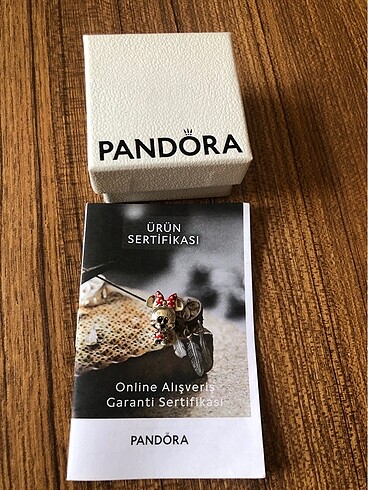 PANDORA
ÜRÜN
SERTİFİKASI
Online Alışveriş
Garanti Sertifikası
PANDORA